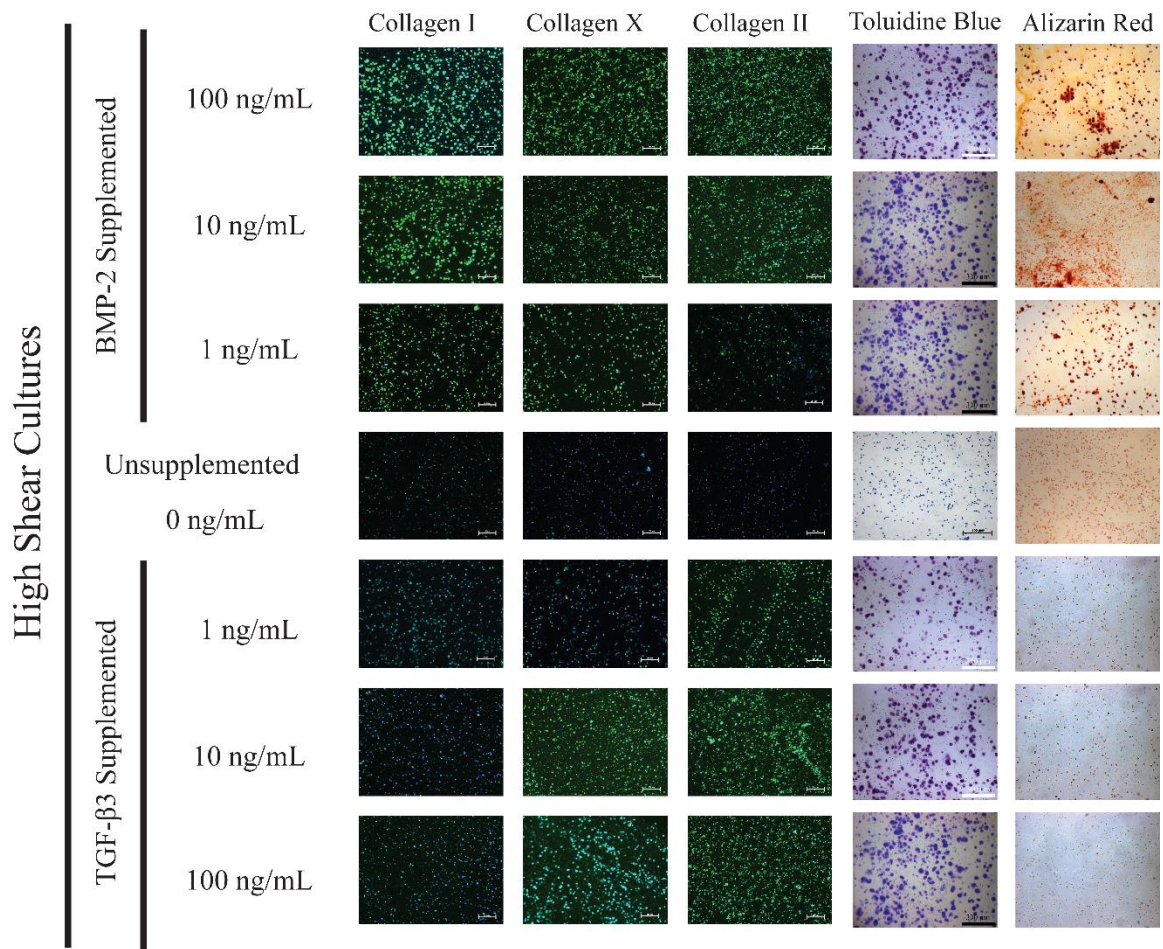 Collagen I Collagen X Collagen II Toluidine Blue Alizarin Red
High Shear Cultures
BMP-2 Supplemented
100 ng/mL
10 ng/mL
1 ng/mL
Unsupplemented
0 ng/mL
TGF-β3 Supplemented
1 ng/mL
10 ng/mL
100 ng/mL